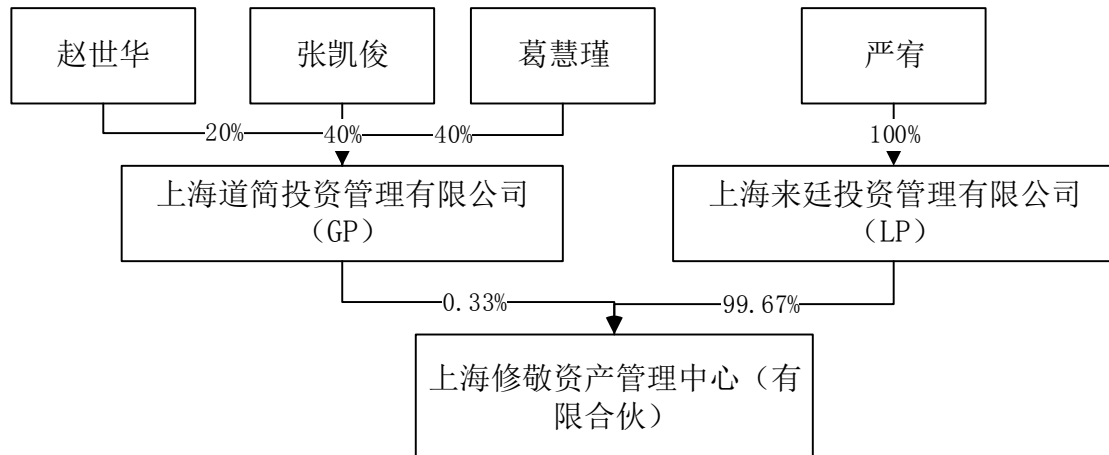 赵世华
张凯俊
葛慧瑾
严宥
20%
40%
40%
100%
上海道简投资管理有限公司
（GP）
上海来廷投资管理有限公司
（LP）
0.33%
99.67%
上海修敬资产管理中心（有
限合伙）